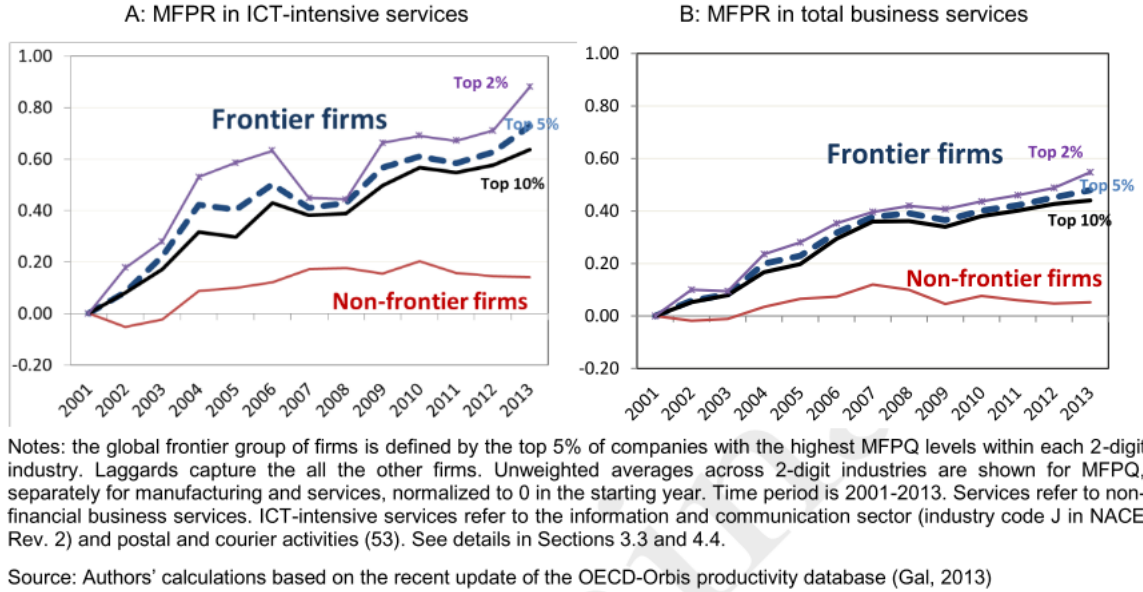 A: MFPR in ICT-intensive services
1.00
0.80
0.60
0.40
0.20
0.00
-0.20
Top 2%
Frontier firms
Top 5%
Top 10%
Non-frontier firms
2001 2002 2003 2004 2005 2006 2007 2008 2009 2010 2011 2012 2013
B: MFPR in total business services
1.00
0.80
0.60
0.40
0.20
0.00
-0.20
Frontier firms
Top 2%
Top 5%
Top 10%
Non-frontier firms
2001 2002 2003 2004 2005 2006 2007 2008 2009 2010 2011 2012 2013
Notes: the global frontier group of firms is defined by the top 5% of companies with the highest MFPQ levels within each 2-digit
industry. Laggards capture the all the other firms. Unweighted averages across 2-digit industries are shown for MFPQ,
separately for manufacturing and services, normalized to 0 in the starting year. Time period is 2001-2013. Services refer to non-
financial business services. ICT-intensive services refer to the information and communication sector (industry code J in NACE
Rev. 2) and postal and courier activities (53). See details in Sections 3.3 and 4.4.
Source: Authors' calculations based on the recent update of the OECD-Orbis productivity database (Gal, 2013)